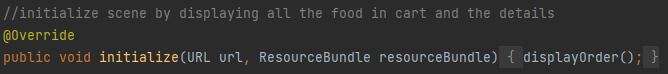 //initialize scene by displaying all the food in cart and the details
@Override
public void initialize(URL url, ResourceBundle resourceBundle) { displayOrder(); }